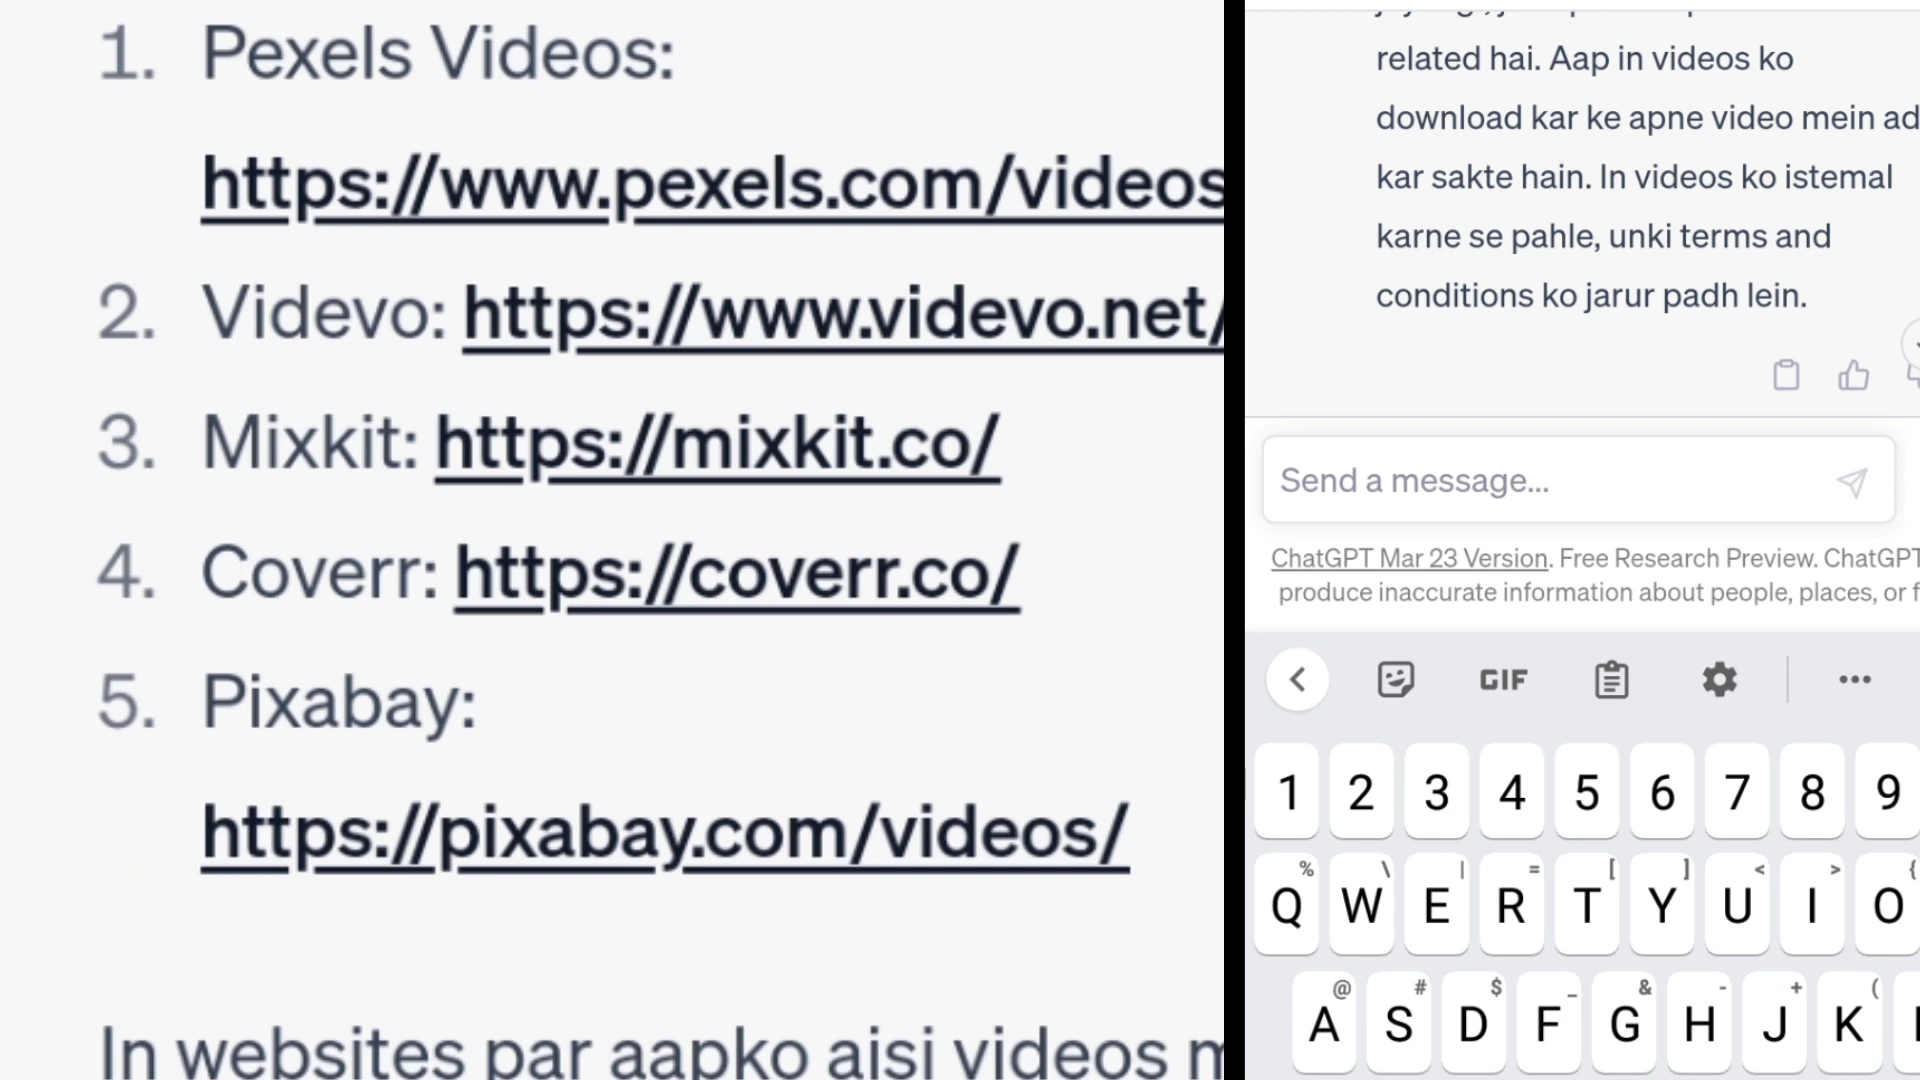 1. Pexels Videos:
https://www.pexels.com/videos
2. Videvo: https://www.videvo.net/
3. Mixkit: https://mixkit.co/
4. Coverr: https://coverr.co/
5. Pixabay:
https://pixabay.com/videos/
In websites par aapko aisi videos
related hai. Aap in videos ko
download kar ke apne video mein ad
kar sakte hain. In videos ko istemal
karne se pahle, unki terms and
conditions ko jarur padh lein.
Send a message...
ChatGPT Mar 23 Version. Free Research Preview. ChatGPT
produce inaccurate information about people, places, or f
GIF
1 2 3 4 5 6 7 8 9
% \ | = [ ] < > {
Q W E R T Y U I O
@ # $ _ & - + (
A S D F G H J K